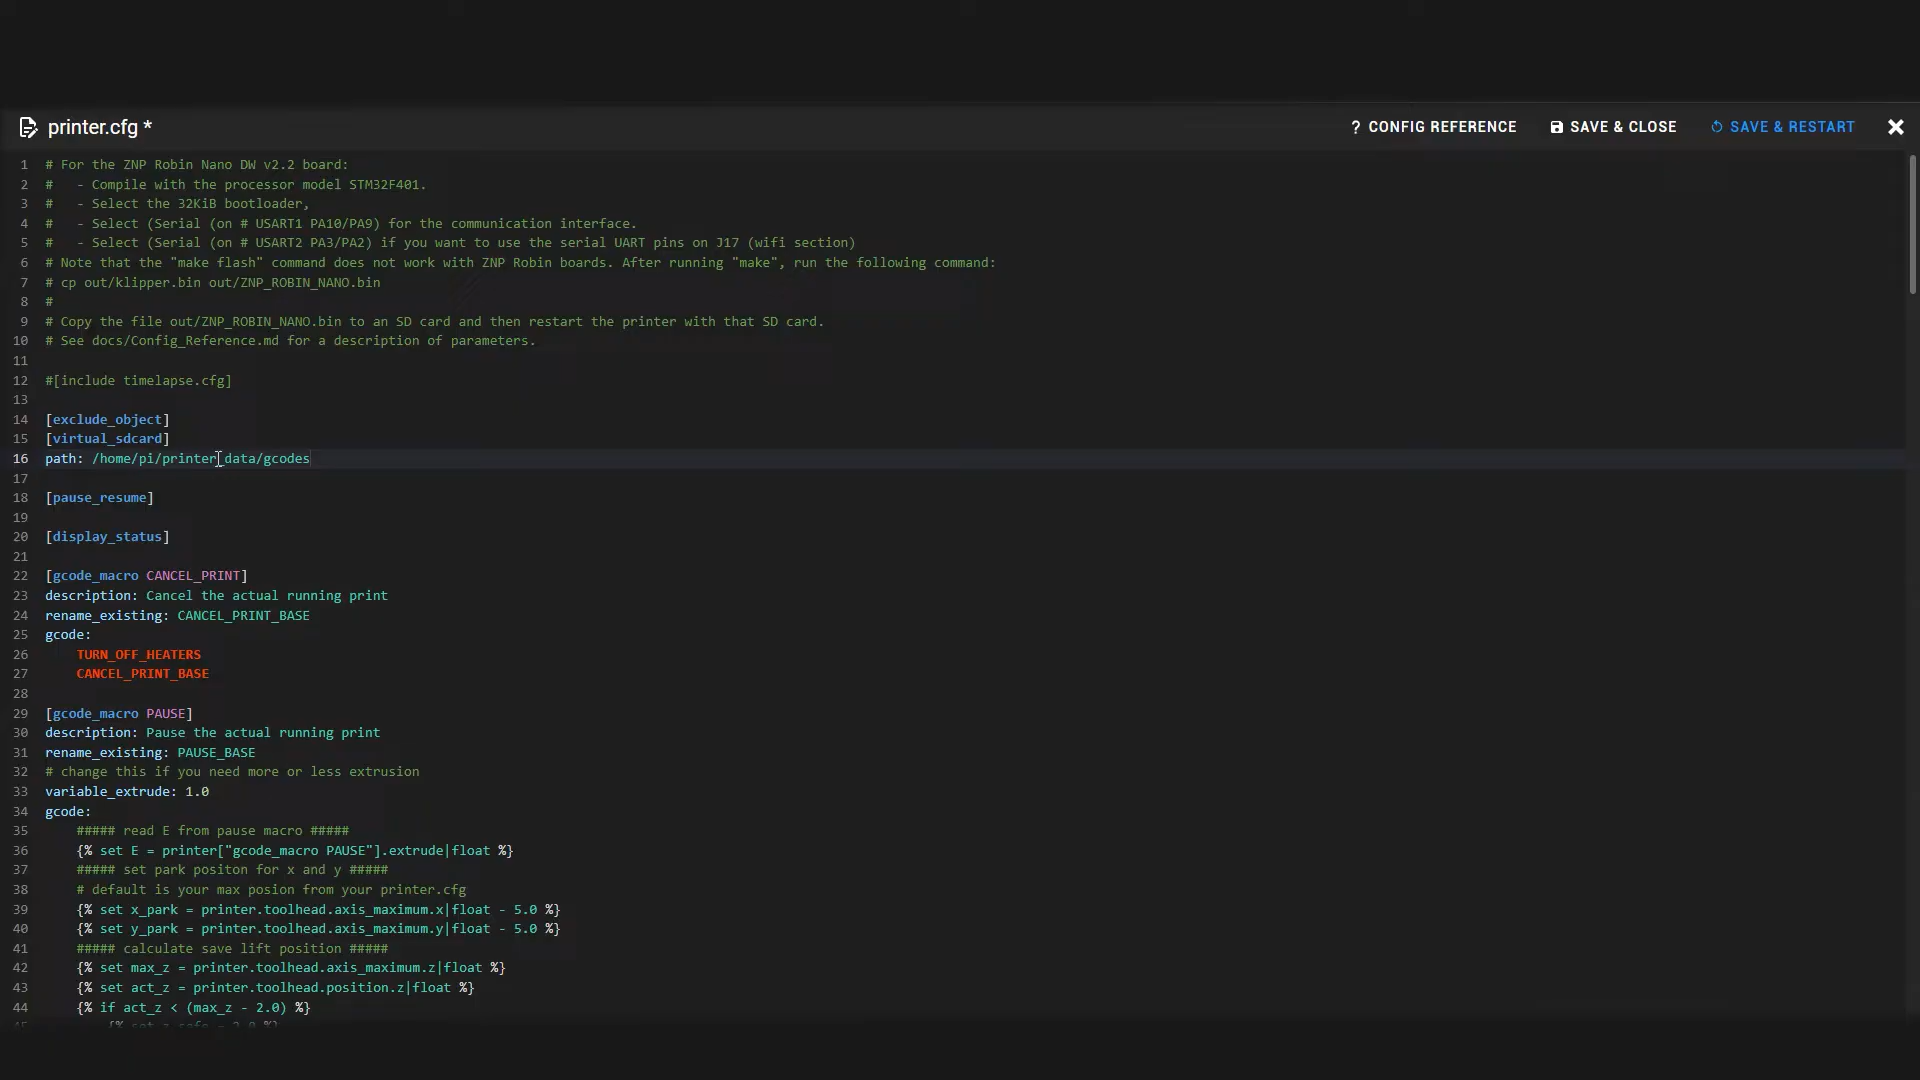 printer.cfg *
? CONFIG REFERENCE
SAVE & CLOSE
SAVE & RESTART
1 # For the ZNP Robin Nano DW v2.2 board:
2 #   - Compile with the processor model STM32F401.
3 #   - Select the 32KiB bootloader,
4 #   - Select (Serial (on # USART1 PA10/PA9) for the communication interface.
5 #   - Select (Serial (on # USART2 PA3/PA2) if you want to use the serial UART pins on J17 (wifi section)
6 # Note that the "make flash" command does not work with ZNP Robin boards. After running "make", run the following command:
7 # cp out/klipper.bin out/ZNP_ROBIN_NANO.bin
8 #
9 # Copy the file out/ZNP_ROBIN_NANO.bin to an SD card and then restart the printer with that SD card.
10 # See docs/Config_Reference.md for a description of parameters.
11
12 #[include timelapse.cfg]
13
14 [exclude_object]
15 [virtual_sdcard]
16 path: /home/pi/printer_data/gcodes
17
18 [pause_resume]
19
20 [display_status]
21
22 [gcode_macro CANCEL_PRINT]
23 description: Cancel the actual running print
24 rename_existing: CANCEL_PRINT_BASE
25 gcode:
26     TURN_OFF_HEATERS
27     CANCEL_PRINT_BASE
28
29 [gcode_macro PAUSE]
30 description: Pause the actual running print
31 rename_existing: PAUSE_BASE
32 # change this if you need more or less extrusion
33 variable_extrude: 1.0
34 gcode:
35     ##### read E from pause macro #####
36     {% set E = printer["gcode_macro PAUSE"].extrude|float %}
37     ##### set park positon for x and y #####
38     # default is your max posion from your printer.cfg
39     {% set x_park = printer.toolhead.axis_maximum.x|float - 5.0 %}
40     {% set y_park = printer.toolhead.axis_maximum.y|float - 5.0 %}
41     ##### calculate save lift position #####
42     {% set max_z = printer.toolhead.axis_maximum.z|float %}
43     {% set act_z = printer.toolhead.position.z|float %}
44     {% if act_z < (max_z - 2.0) %}
45         {% set z_safe = 2.0 %}